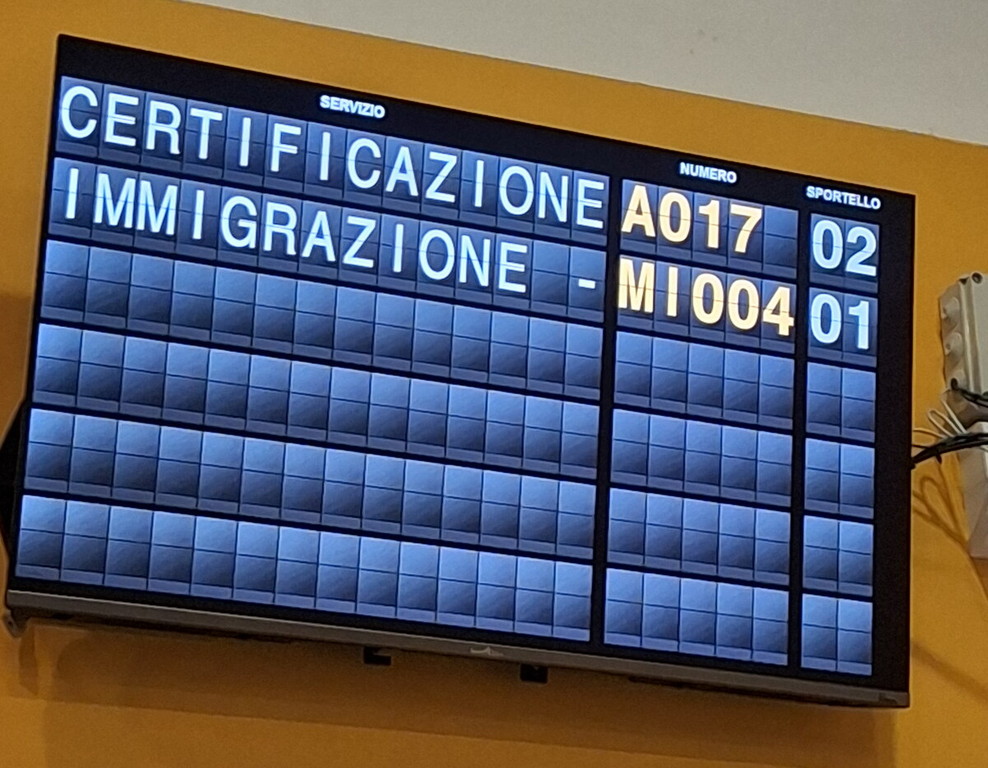 SERVIZIO NUMERO SPORTELLO
CERTIFICAZIONE A017 02
IMMIGRAZIONE - MI004 01